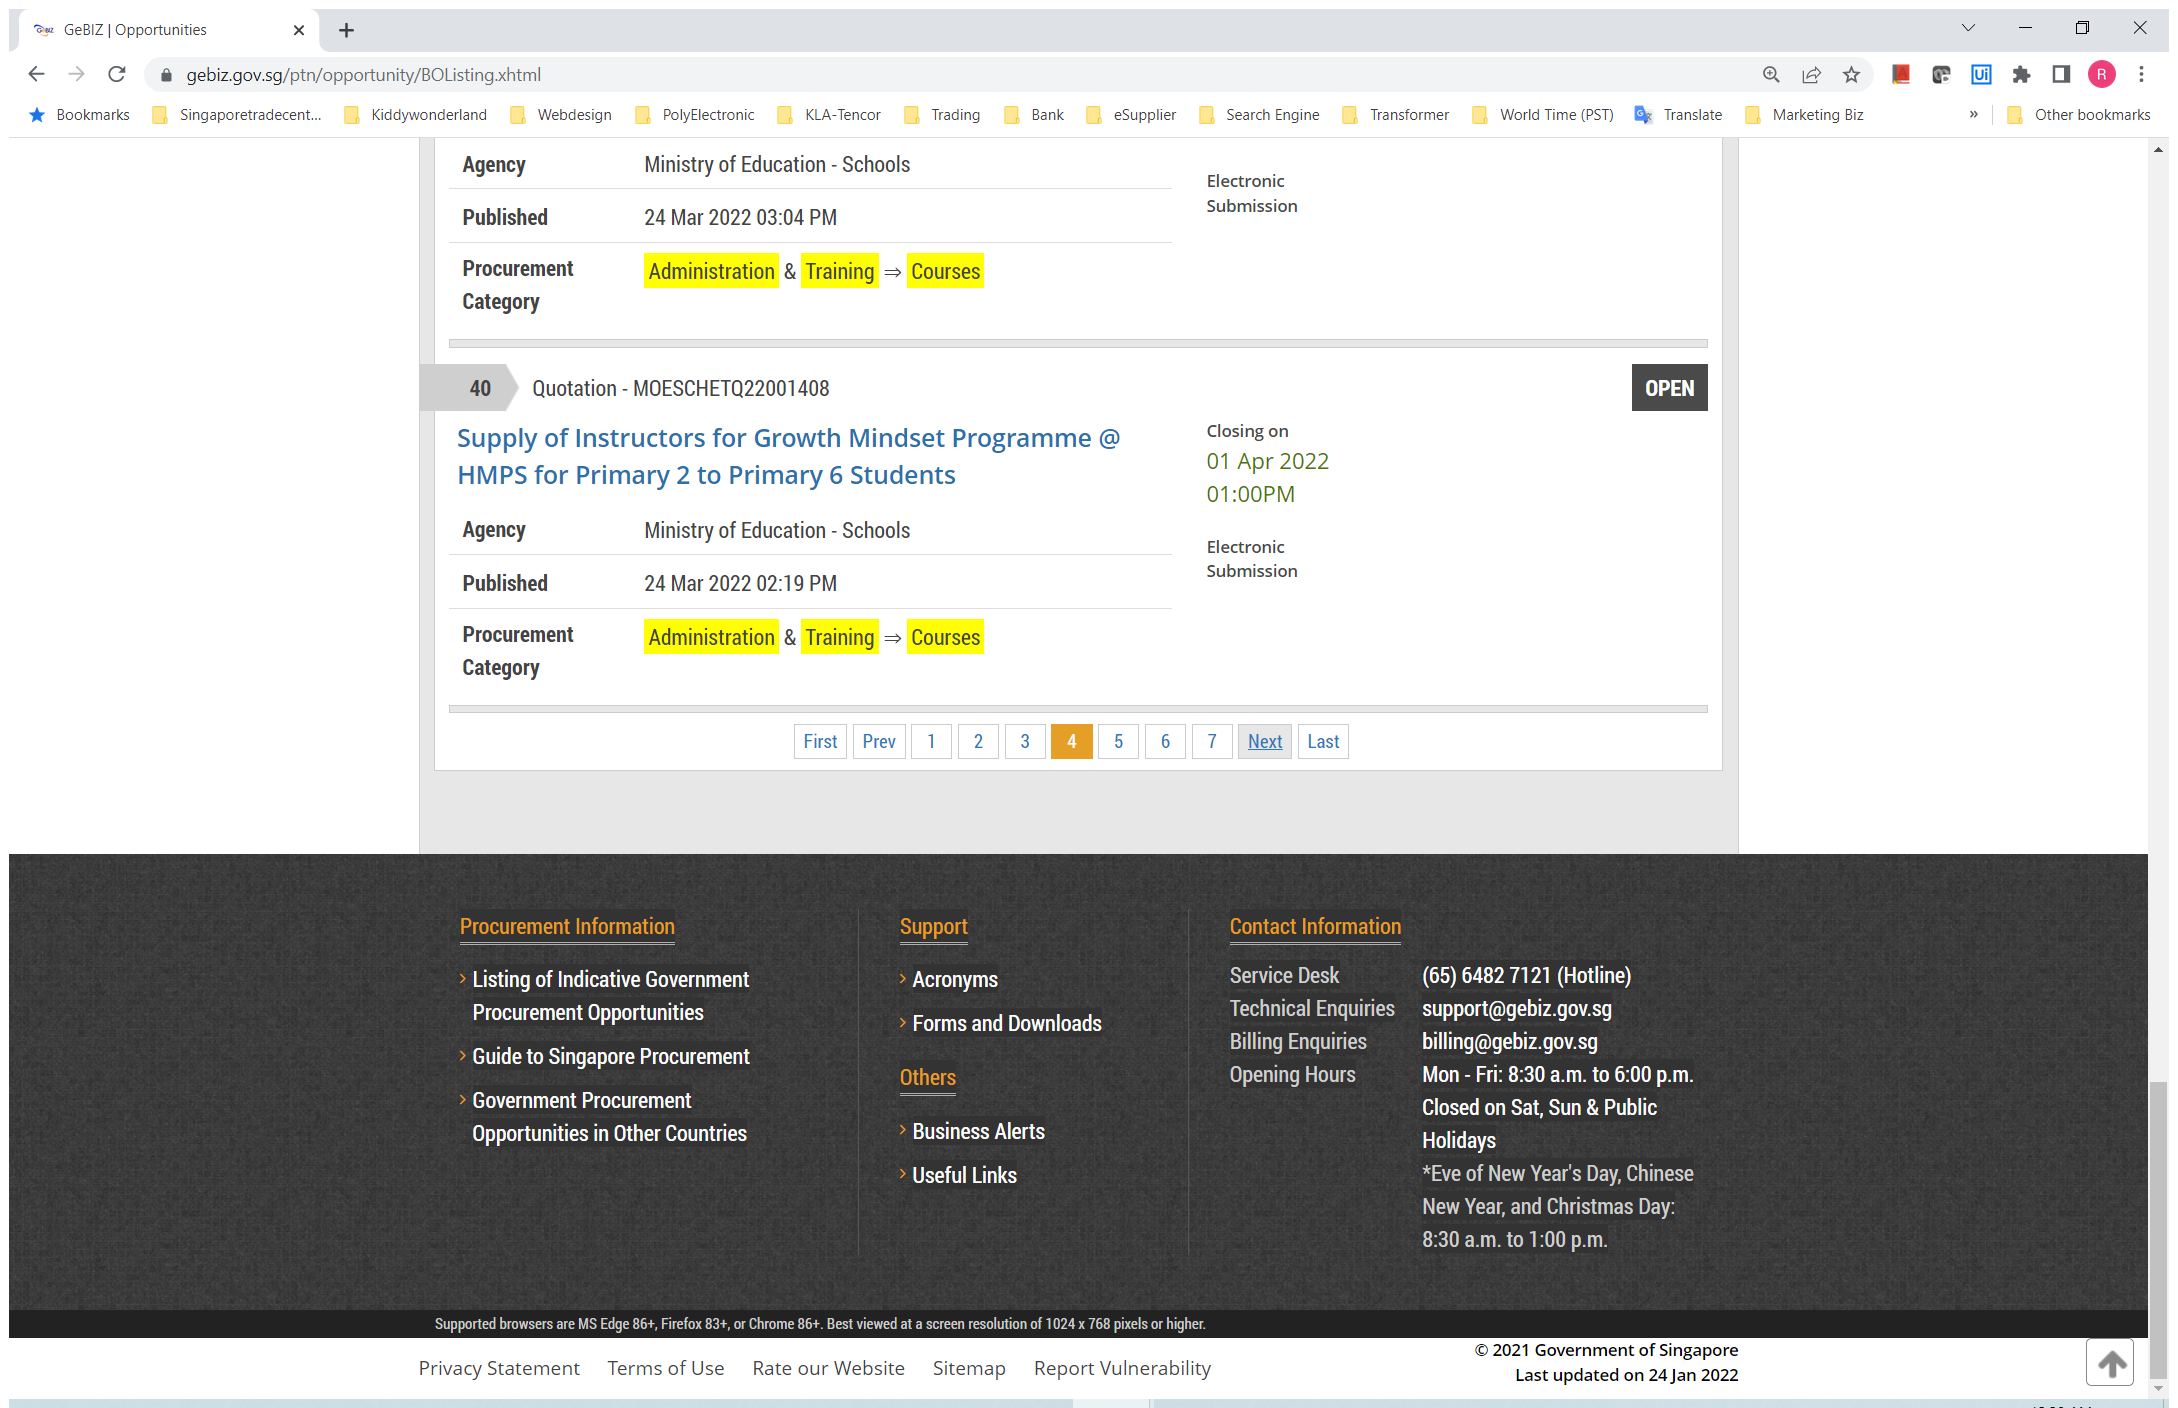 GeBIZ | Opportunities
gebiz.gov.sg/ptn/opportunity/BOListing.xhtml
R
Bookmarks Singaporetradecent... Kiddywonderland Webdesign PolyElectronic KLA-Tencor Trading Bank eSupplier Search Engine Transformer World Time (PST) Translate Marketing Biz » Other bookmarks
Agency Ministry of Education - Schools
Electronic
Submission
Published 24 Mar 2022 03:04 PM
Procurement
Category
Administration & Training ⇒ Courses
40 Quotation - MOESCHETQ22001408 OPEN
Supply of Instructors for Growth Mindset Programme @
HMPS for Primary 2 to Primary 6 Students
Closing on
01 Apr 2022
01:00PM
Electronic
Submission
Agency Ministry of Education - Schools
Published 24 Mar 2022 02:19 PM
Procurement
Category
Administration & Training ⇒ Courses
First Prev 1 2 3 4 5 6 7 Next Last
Procurement Information
Listing of Indicative Government
Procurement Opportunities
Guide to Singapore Procurement
Government Procurement
Opportunities in Other Countries
Support
Acronyms
Forms and Downloads
Others
Business Alerts
Useful Links
Contact Information
Service Desk (65) 6482 7121 (Hotline)
Technical Enquiries support@gebiz.gov.sg
Billing Enquiries billing@gebiz.gov.sg
Opening Hours Mon - Fri: 8:30 a.m. to 6:00 p.m.
Closed on Sat, Sun & Public
Holidays
*Eve of New Year's Day, Chinese
New Year, and Christmas Day:
8:30 a.m. to 1:00 p.m.
Supported browsers are MS Edge 86+, Firefox 83+, or Chrome 86+. Best viewed at a screen resolution of 1024 x 768 pixels or higher.
Privacy Statement Terms of Use Rate our Website Sitemap Report Vulnerability
© 2021 Government of Singapore
Last updated on 24 Jan 2022